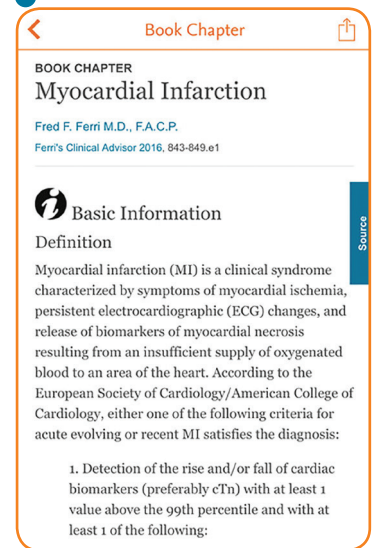 Book Chapter
BOOK CHAPTER
Myocardial Infarction
Fred F. Ferri M.D., F.A.C.P.
Ferri's Clinical Advisor 2016, 843-849.e1
i Basic Information
Source
Definition
Myocardial infarction (MI) is a clinical syndrome
characterized by symptoms of myocardial ischemia,
persistent electrocardiographic (ECG) changes, and
release of biomarkers of myocardial necrosis
resulting from an insufficient supply of oxygenated
blood to an area of the heart. According to the
European Society of Cardiology/American College of
Cardiology, either one of the following criteria for
acute evolving or recent MI satisfies the diagnosis:
1. Detection of the rise and/or fall of cardiac
biomarkers (preferably cTn) with at least 1
value above the 99th percentile and with at
least 1 of the following: